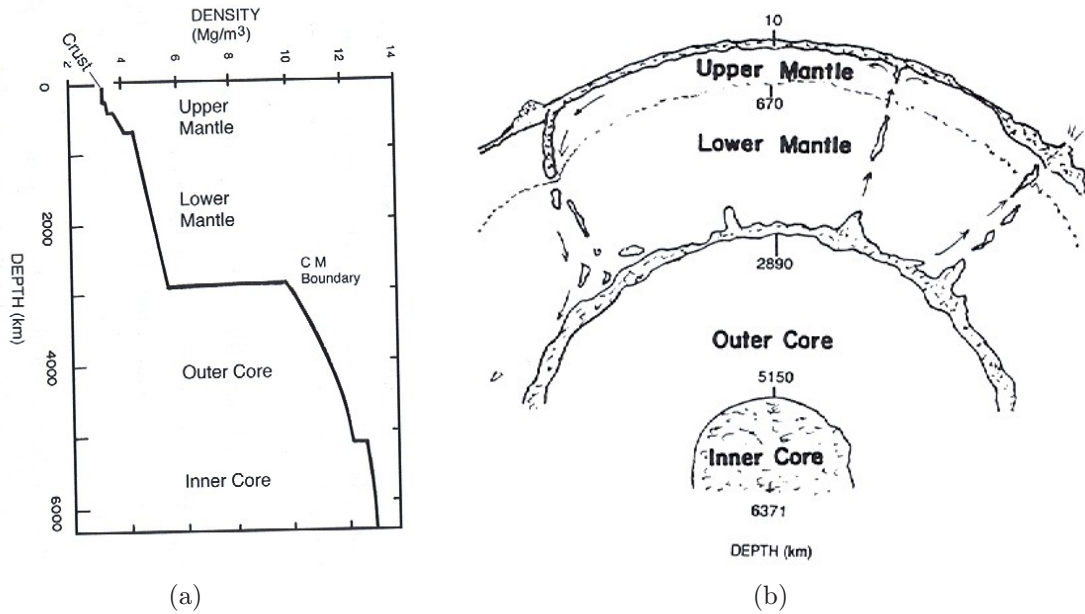 DENSITY
(Mg/m³)
Crust
2
4
6
8
10
12
14
0
2000
4000
6000
DEPTH (km)
Upper
Mantle
Lower
Mantle
C M
Boundary
Outer Core
Inner Core
(a)
10
Upper Mantle
670
Lower Mantle
2890
Outer Core
5150
Inner Core
6371
DEPTH (km)
(b)